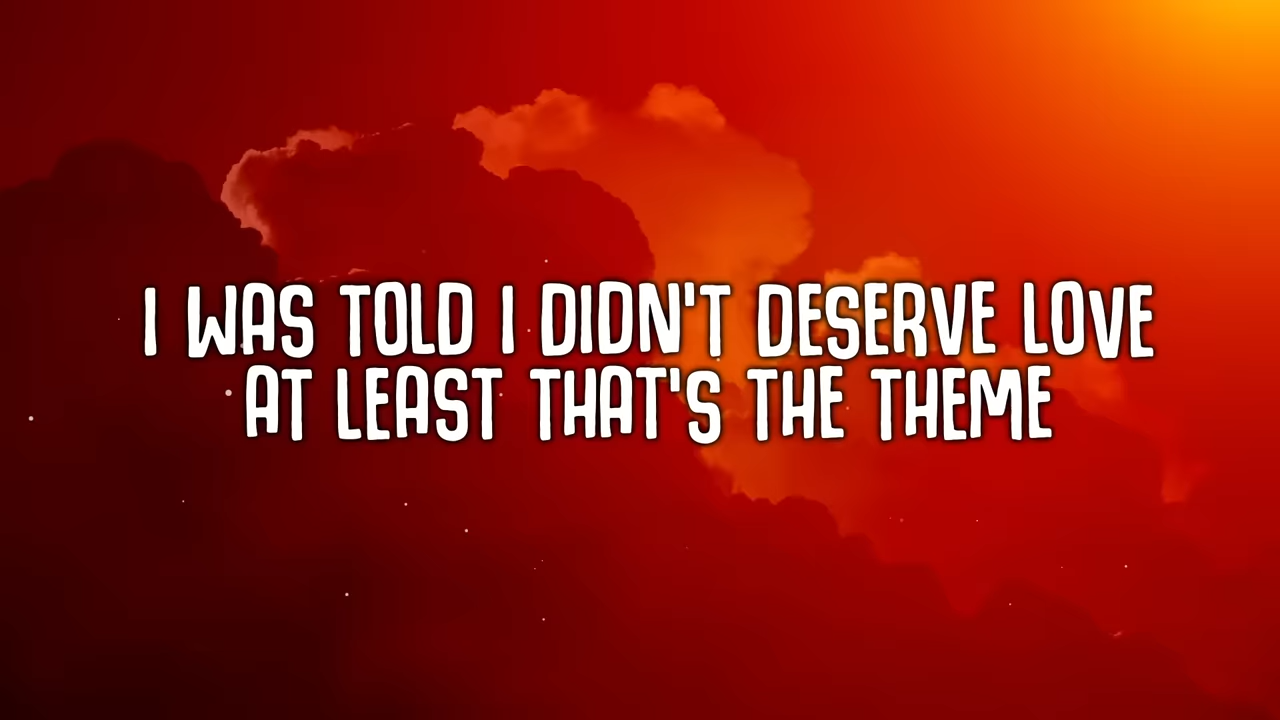 I WAS TOLD I DIDN'T DESERVE LOVE
AT LEAST THAT'S THE THEME